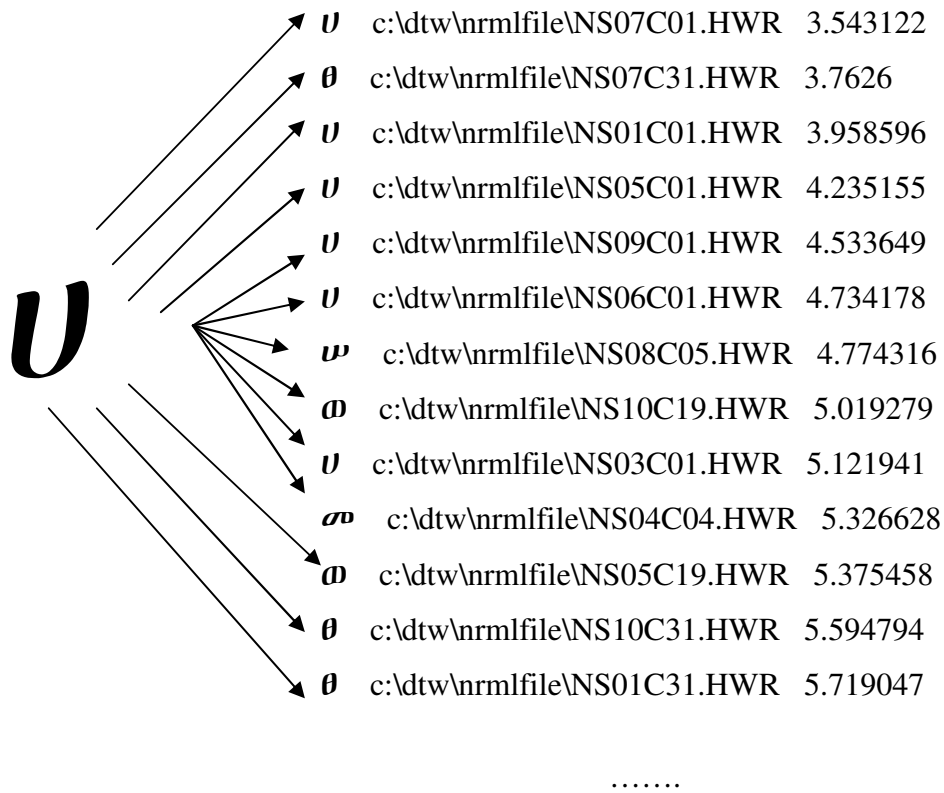 ሀ
ሀ c:\dtw\nrmlfile\NS07C01.HWR 3.543122
ፀ c:\dtw\nrmlfile\NS07C31.HWR 3.7626
ሀ c:\dtw\nrmlfile\NS01C01.HWR 3.958596
ሀ c:\dtw\nrmlfile\NS05C01.HWR 4.235155
ሀ c:\dtw\nrmlfile\NS09C01.HWR 4.533649
ሀ c:\dtw\nrmlfile\NS06C01.HWR 4.734178
ሠ c:\dtw\nrmlfile\NS08C05.HWR 4.774316
ወ c:\dtw\nrmlfile\NS10C19.HWR 5.019279
ሀ c:\dtw\nrmlfile\NS03C01.HWR 5.121941
መ c:\dtw\nrmlfile\NS04C04.HWR 5.326628
ወ c:\dtw\nrmlfile\NS05C19.HWR 5.375458
ፀ c:\dtw\nrmlfile\NS10C31.HWR 5.594794
ፀ c:\dtw\nrmlfile\NS01C31.HWR 5.719047
.......